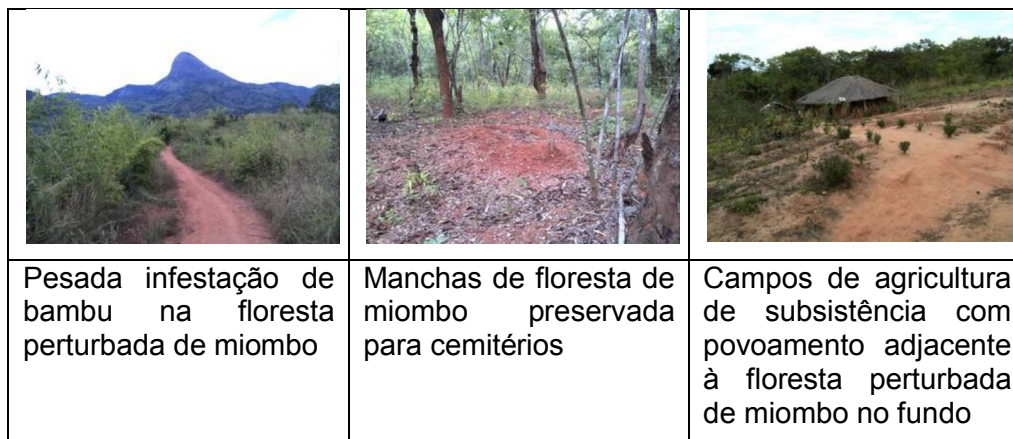 Pesada infestação de
bambu na floresta
perturbada de miombo
Manchas de floresta de
miombo preservada
para cemitérios
Campos de agricultura
de subsistência com
povoamento adjacente
à floresta perturbada
de miombo no fundo